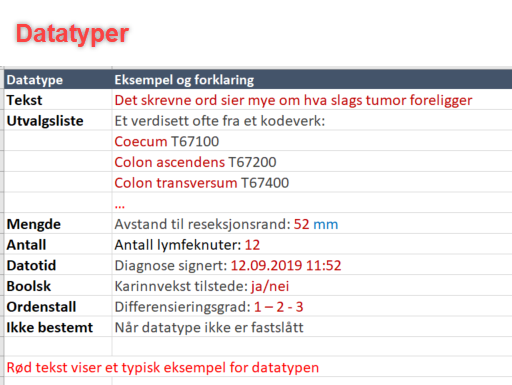 Datatyper
Datatype Eksempel og forklaring
Tekst Det skrevne ord sier mye om hva slags tumor foreligger
Utvalgsliste Et verdisett ofte fra et kodeverk:
Coecum T67100
Colon ascendens T67200
Colon transversum T67400
...
Mengde Avstand til reseksjonsrand: 52 mm
Antall Antall lymfeknuter: 12
Datotid Diagnose signert: 12.09.2019 11:52
Boolsk Karinnvekst tilstede: ja/nei
Ordenstall Differensieringsgrad: 1 – 2 - 3
Ikke bestemt Når datatype ikke er fastslått
Rød tekst viser et typisk eksempel for datatypen